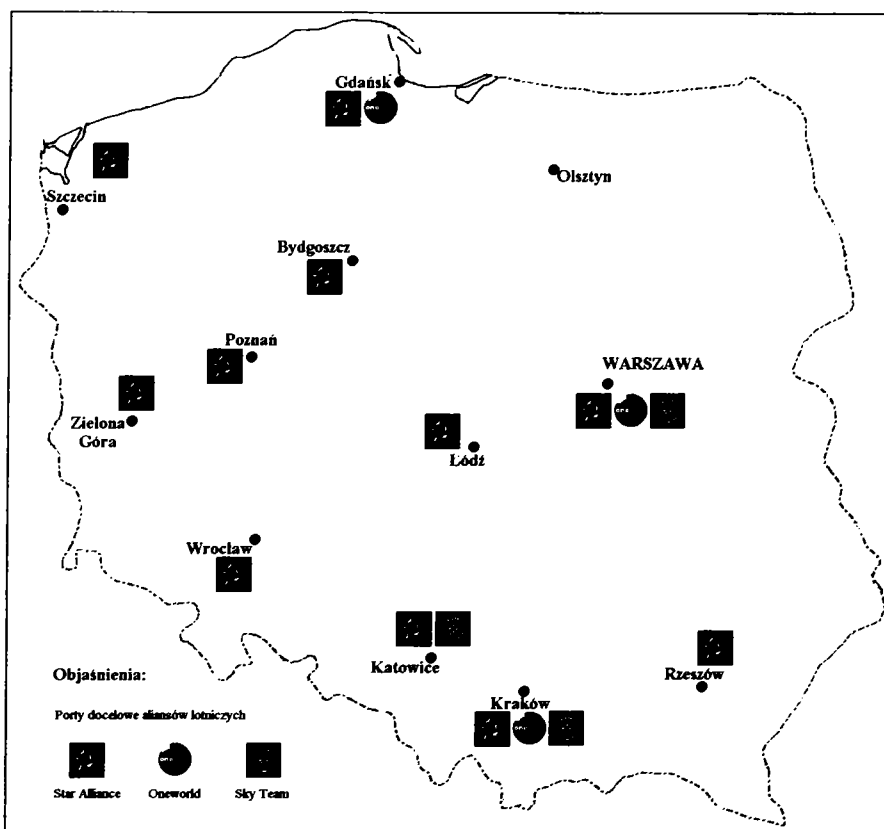 Gdańsk
Olsztyn
Szczecin
Bydgoszcz
Poznań
WARSZAWA
Zielona
Góra
Łódź
Wrocław
Katowice
Rzeszów
Kraków
Objaśnienia:
Porty docelowe aliansów lotniczych
Star Alliance Oneworld Sky Team